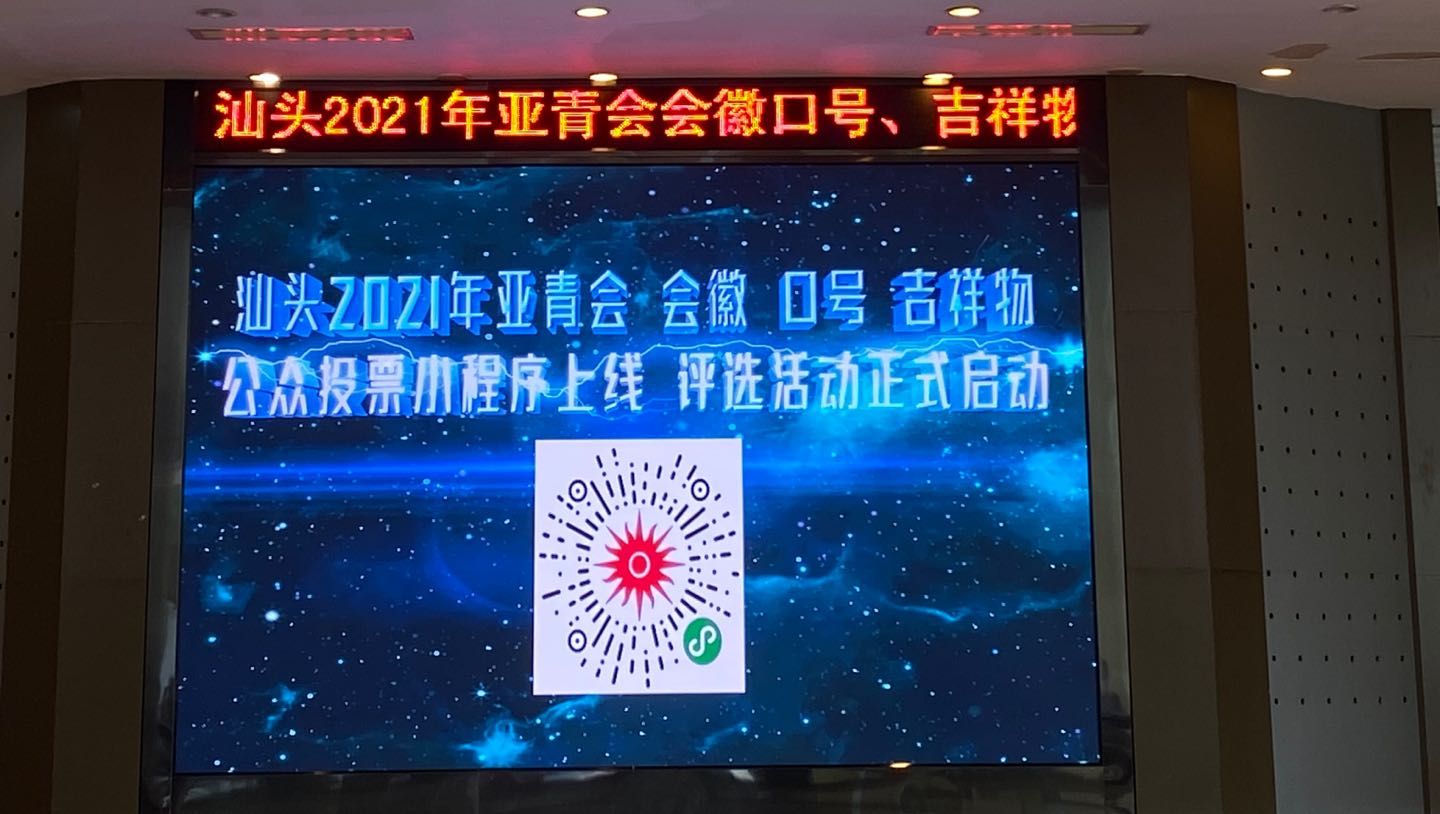 汕头2021年亚青会会徽口号、吉祥物
汕头2021年亚青会 会徽 口号 吉祥物
公众投票小程序上线 评选活动正式启动